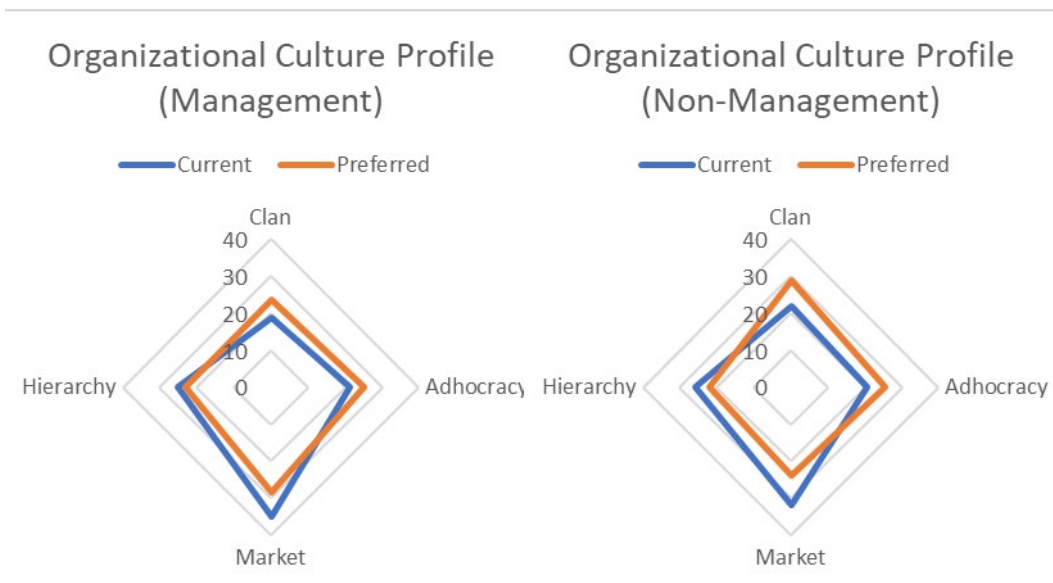 Organizational Culture Profile
(Management)
Current Preferred
Clan
40
30
20
10
0
Hierarchy
Adhocracy
Market
Organizational Culture Profile
(Non-Management)
Current Preferred
Clan
40
30
20
10
0
Hierarchy
Adhocracy
Market